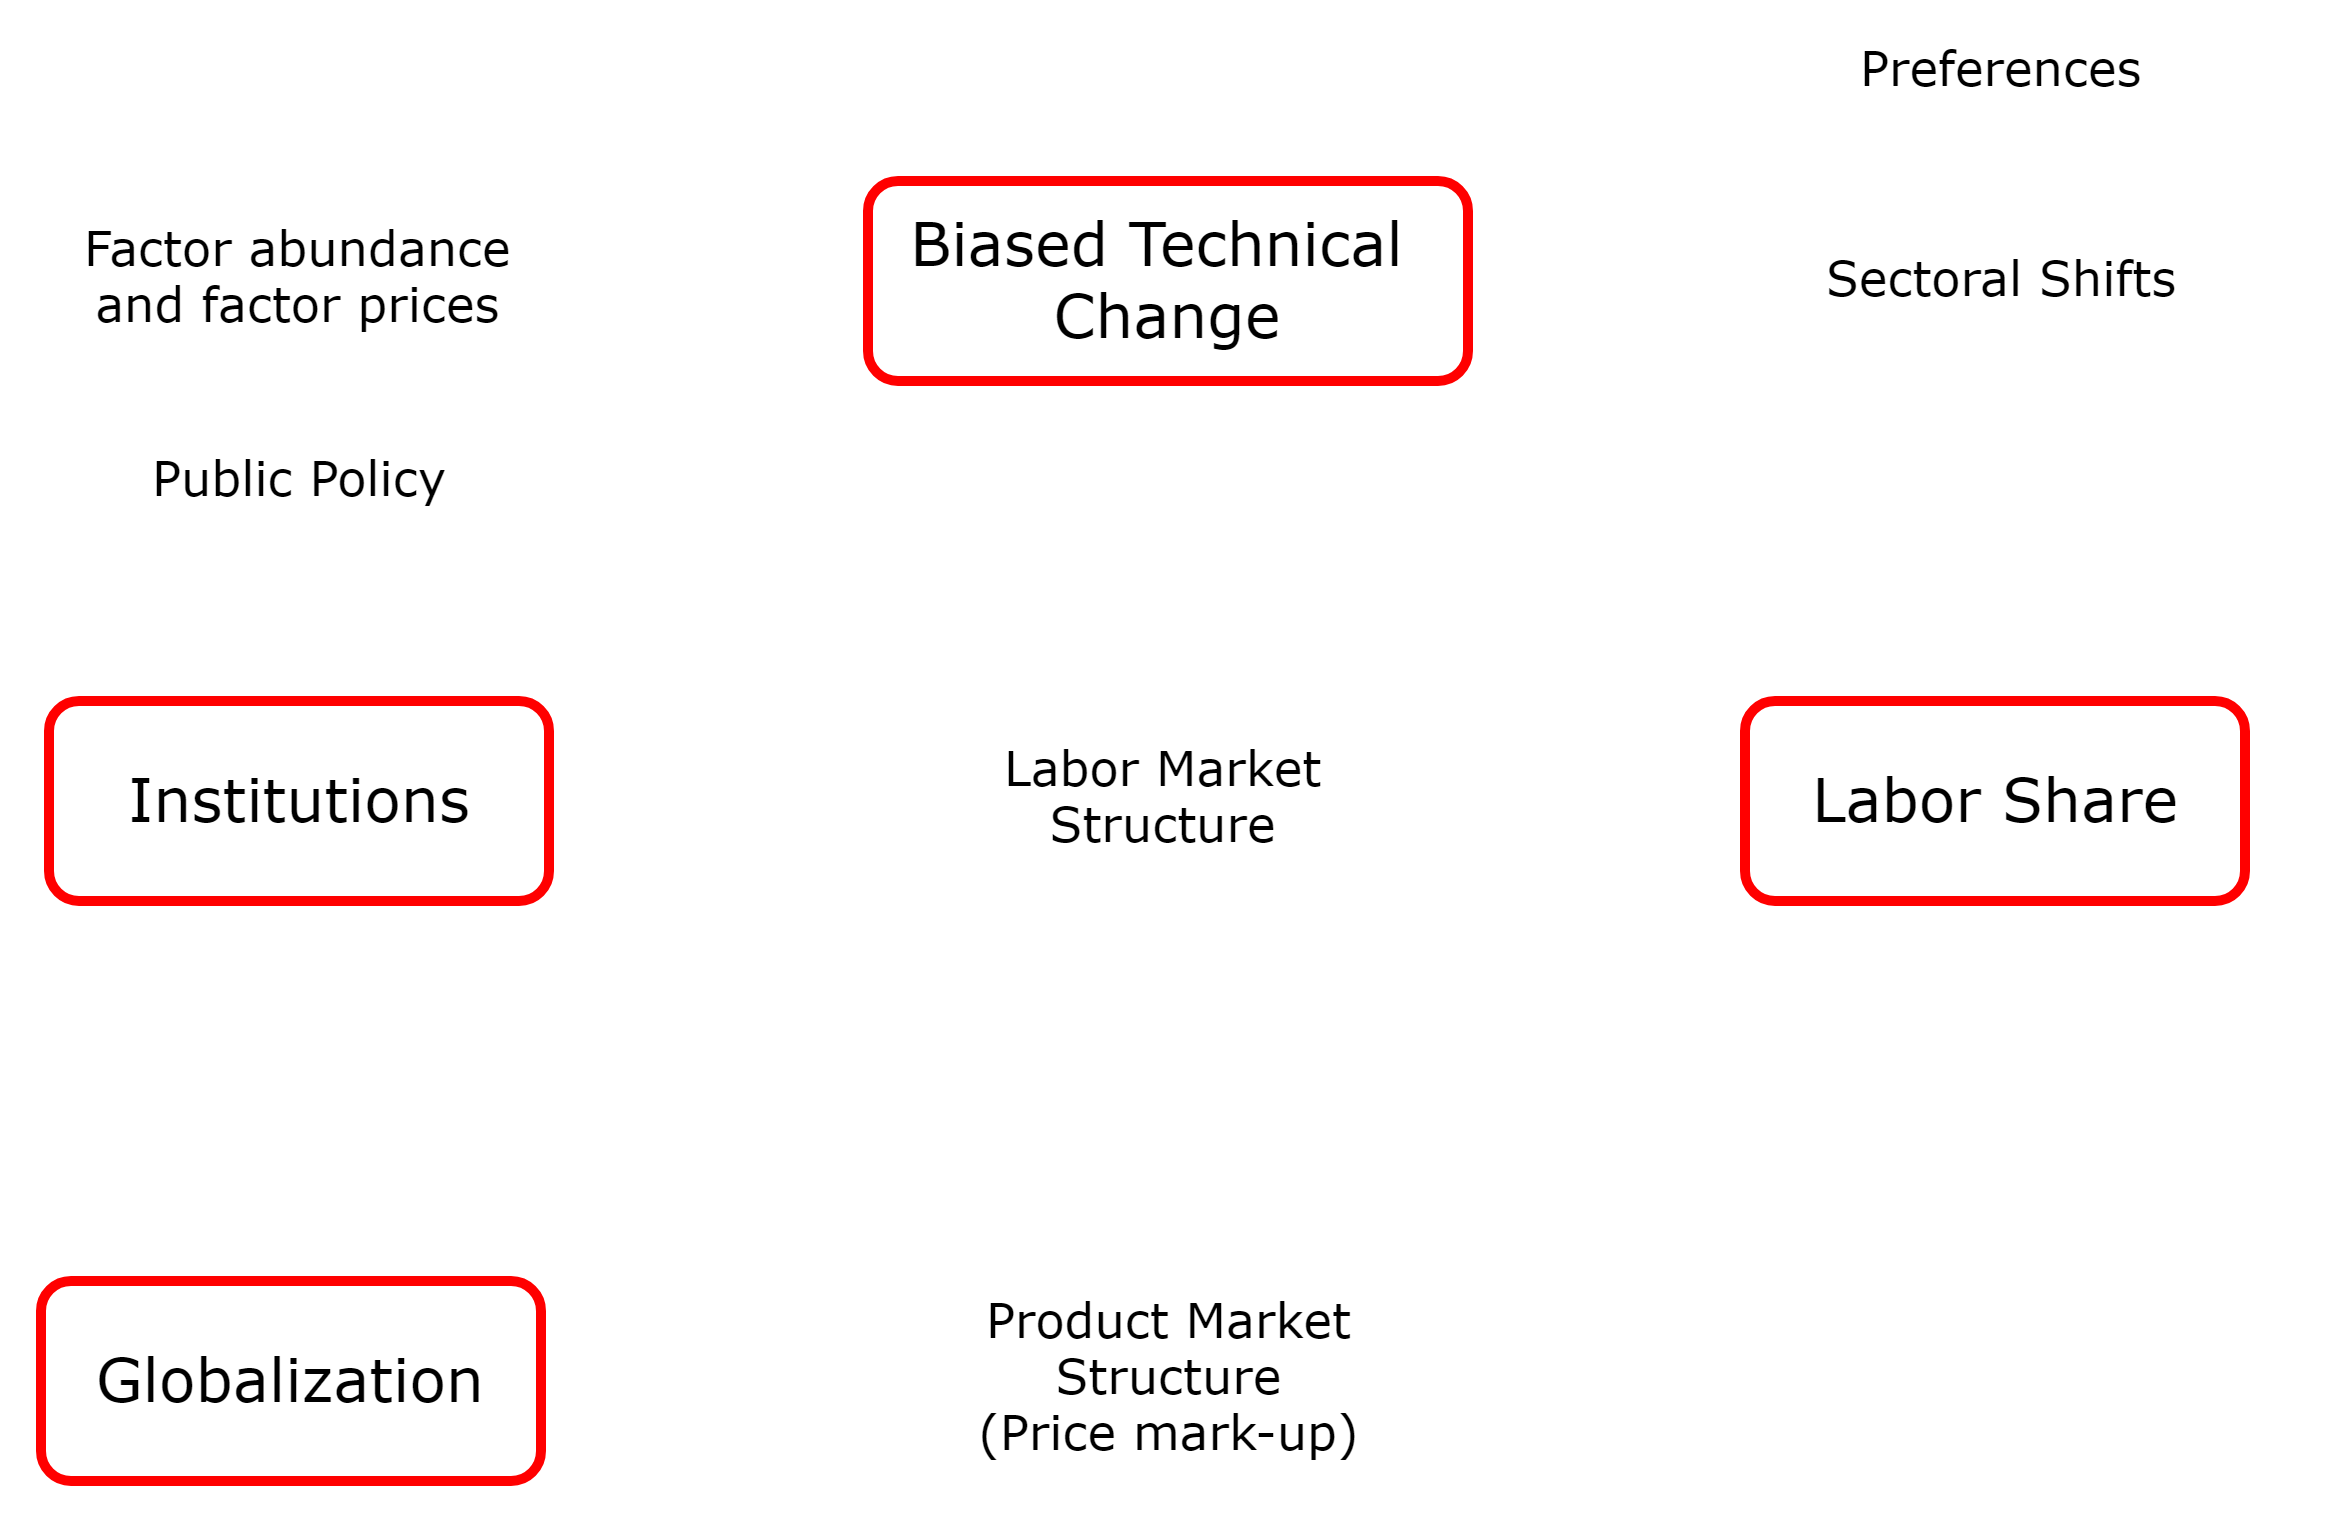 Preferences
Factor abundance
and factor prices
Biased Technical
Change
Sectoral Shifts
Public Policy
Institutions
Labor Market
Structure
Labor Share
Globalization
Product Market
Structure
(Price mark-up)